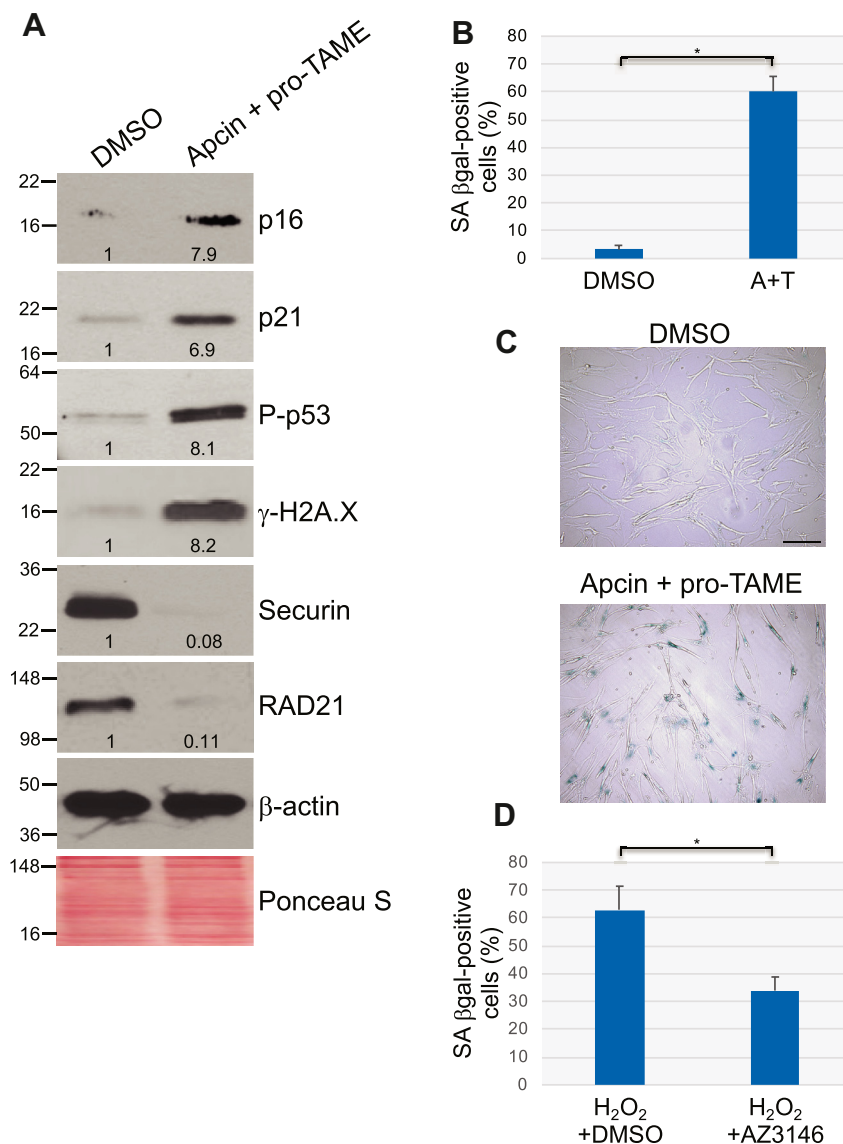 A
DMSO
Apcin + pro-TAME
22
16
p16
1 7.9
22
16
p21
1 6.9
64
50
P-p53
1 8.1
22
16
γ-H2A.X
1 8.2
36
22
Securin
1 0.08
148
98
RAD21
1 0.11
50
36
β-actin
148
16
Ponceau S
B
SA βgal-positive
cells (%)
80
70
60
50
40
30
20
10
0
*
DMSO A+T
C
DMSO
Apcin + pro-TAME
D
SA βgal-positive
cells (%)
80
70
60
50
40
30
20
10
0
*
H₂O₂ H₂O₂
+DMSO +AZ3146